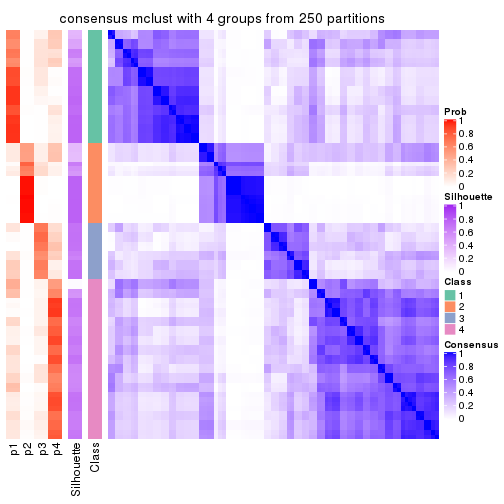 consensus mclust with 4 groups from 250 partitions
Prob
1
0.8
0.6
0.4
0.2
0
Silhouette
1
0.8
0.6
0.4
0.2
0
Class
1
2
3
4
Consensus
1
0.8
0.6
0.4
0.2
0
p1
p2
p3
p4
Silhouette
Class